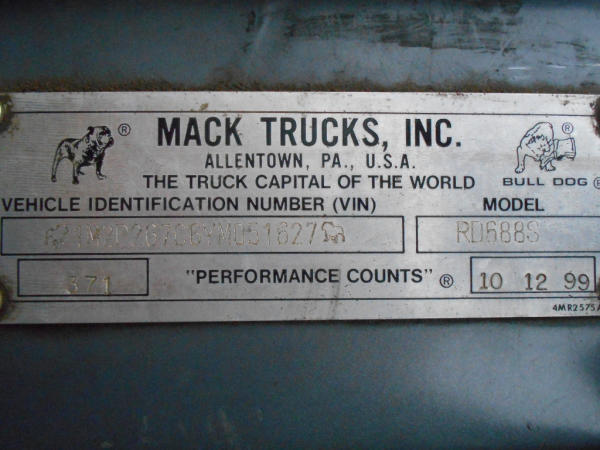 ® MACK TRUCKS, INC. ®
ALLENTOWN, PA., U.S.A.
THE TRUCK CAPITAL OF THE WORLD BULL DOG ®
VEHICLE IDENTIFICATION NUMBER (VIN) MODEL
RD688S
371 "PERFORMANCE COUNTS" ® 10 12 99